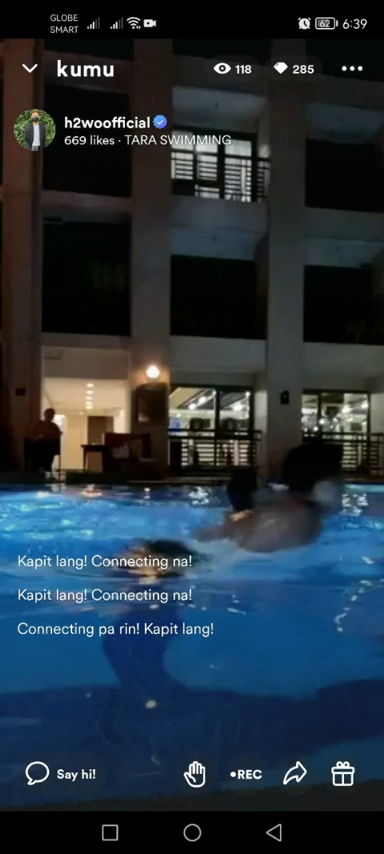 GLOBE
SMART
62
6:39
kumu
118
285
h2woofficial
669 likes · TARA SWIMMING
Kapit lang! Connecting na!
Kapit lang! Connecting na!
Connecting pa rin! Kapit lang!
Say hi!
•REC